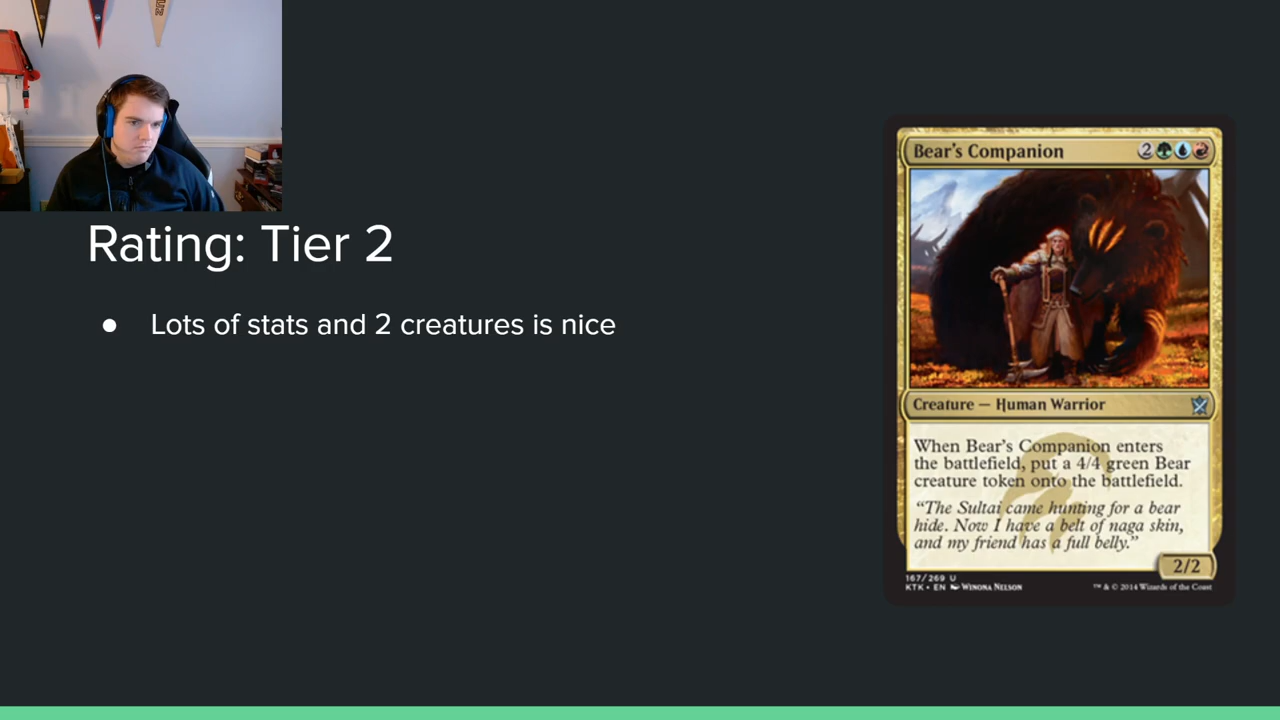 Rating: Tier 2
● Lots of stats and 2 creatures is nice
Bear's Companion 2
Creature — Human Warrior
When Bear's Companion enters
the battlefield, put a 4/4 green Bear
creature token onto the battlefield.
“The Sultai came hunting for a bear
hide. Now I have a belt of naga skin,
and my friend has a full belly.”
2/2
167/269 U
KTK • EN Winona Nelson
™ & © 2014 Wizards of the Coast